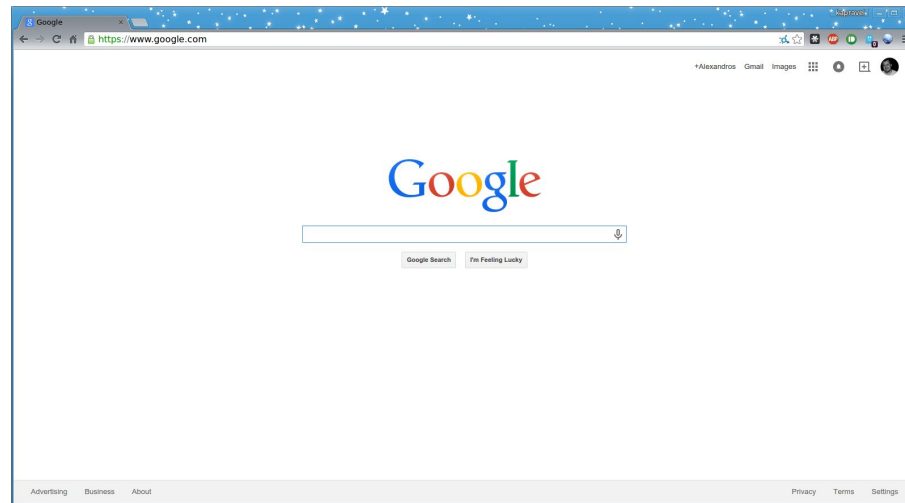 Google
https://www.google.com
+Alexandros Gmail Images
Google
Google Search I'm Feeling Lucky
Advertising Business About Privacy Terms Settings